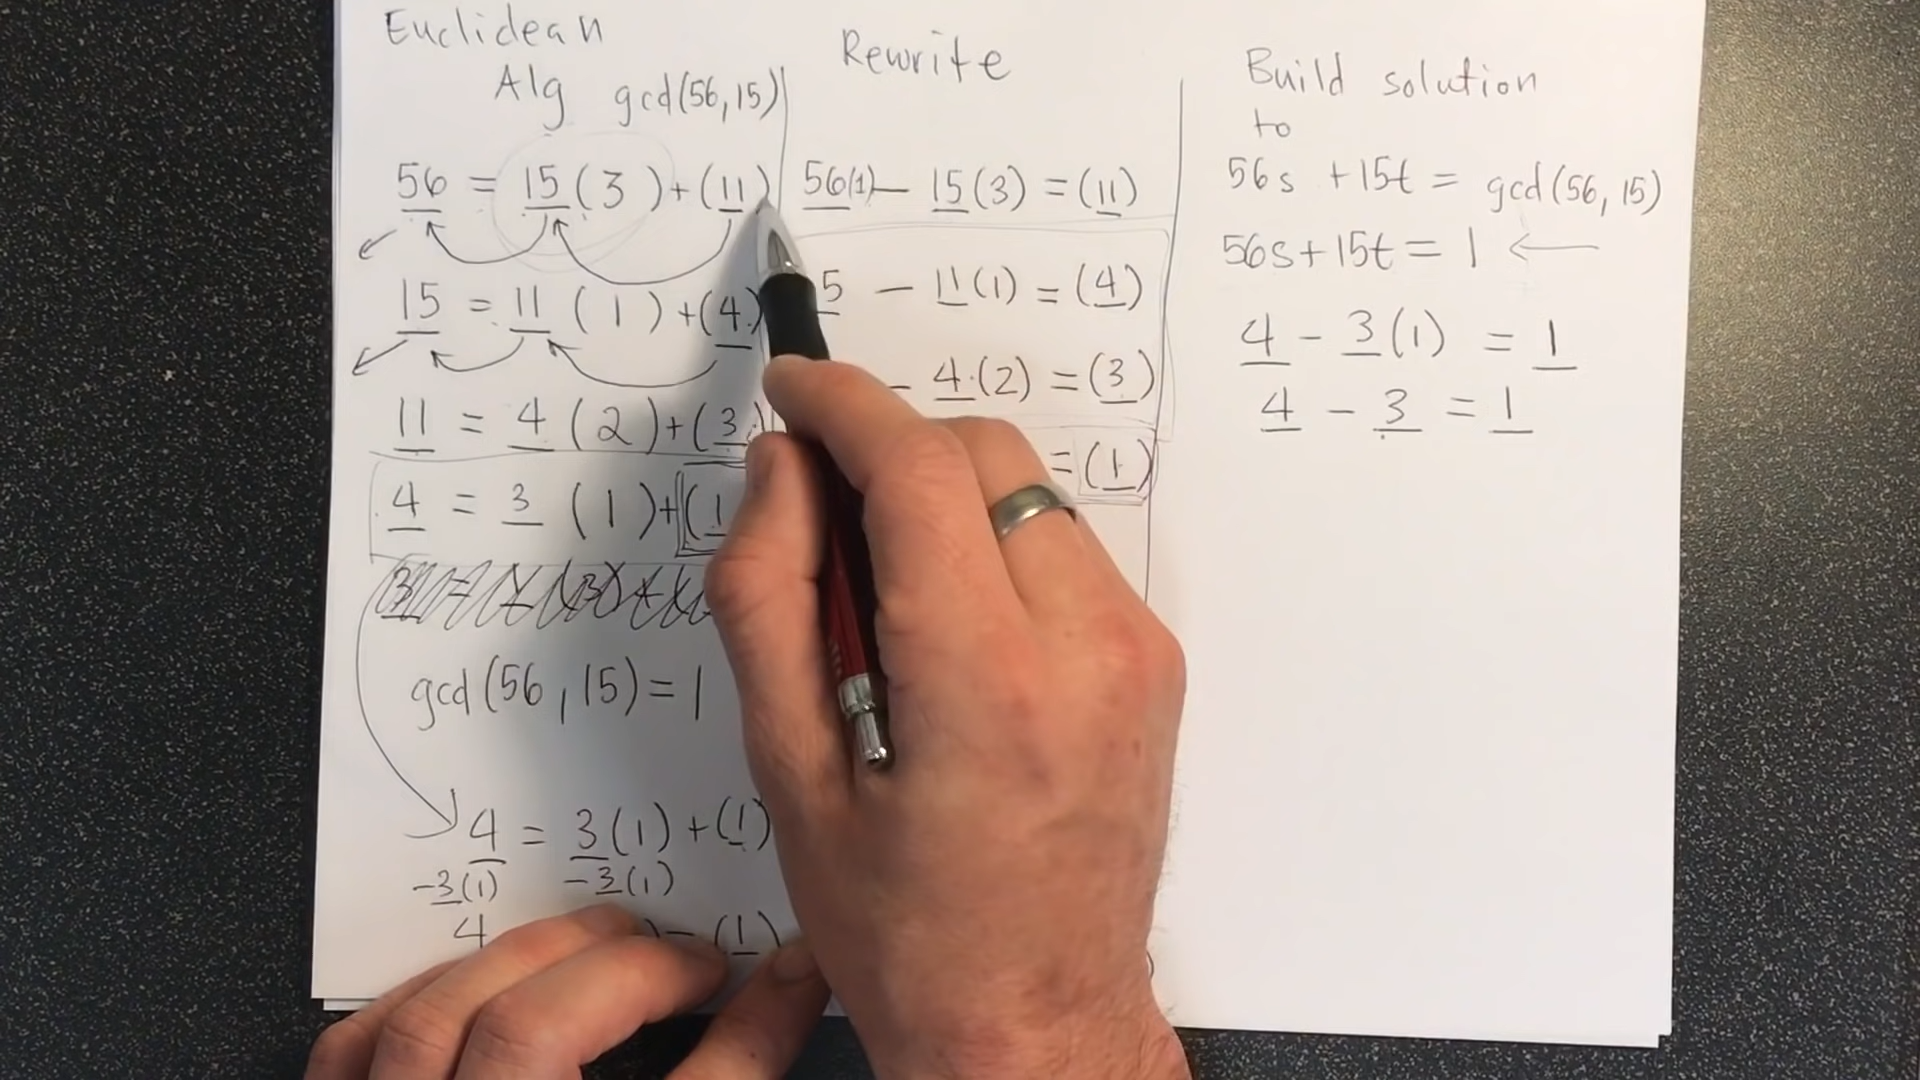 Euclidean
Alg gcd(56,15)
56 = 15(3)+(11)
15 = 11(1)+(4)
11 = 4(2)+(3
4 = 3(1)+(1
gcd(56,15)=1
4 = 3(1)+(1)
-3(1) -3(1)
4 )=(1)
Rewrite
56(1)- 15(3)=(11)
5 - 11(1)=(4)
- 4·(2)=(3)
=(1)
Build solution
to
56s +15t = gcd(56,15)
56s+15t = 1 ←
4 - 3(1) = 1
4 - 3 = 1